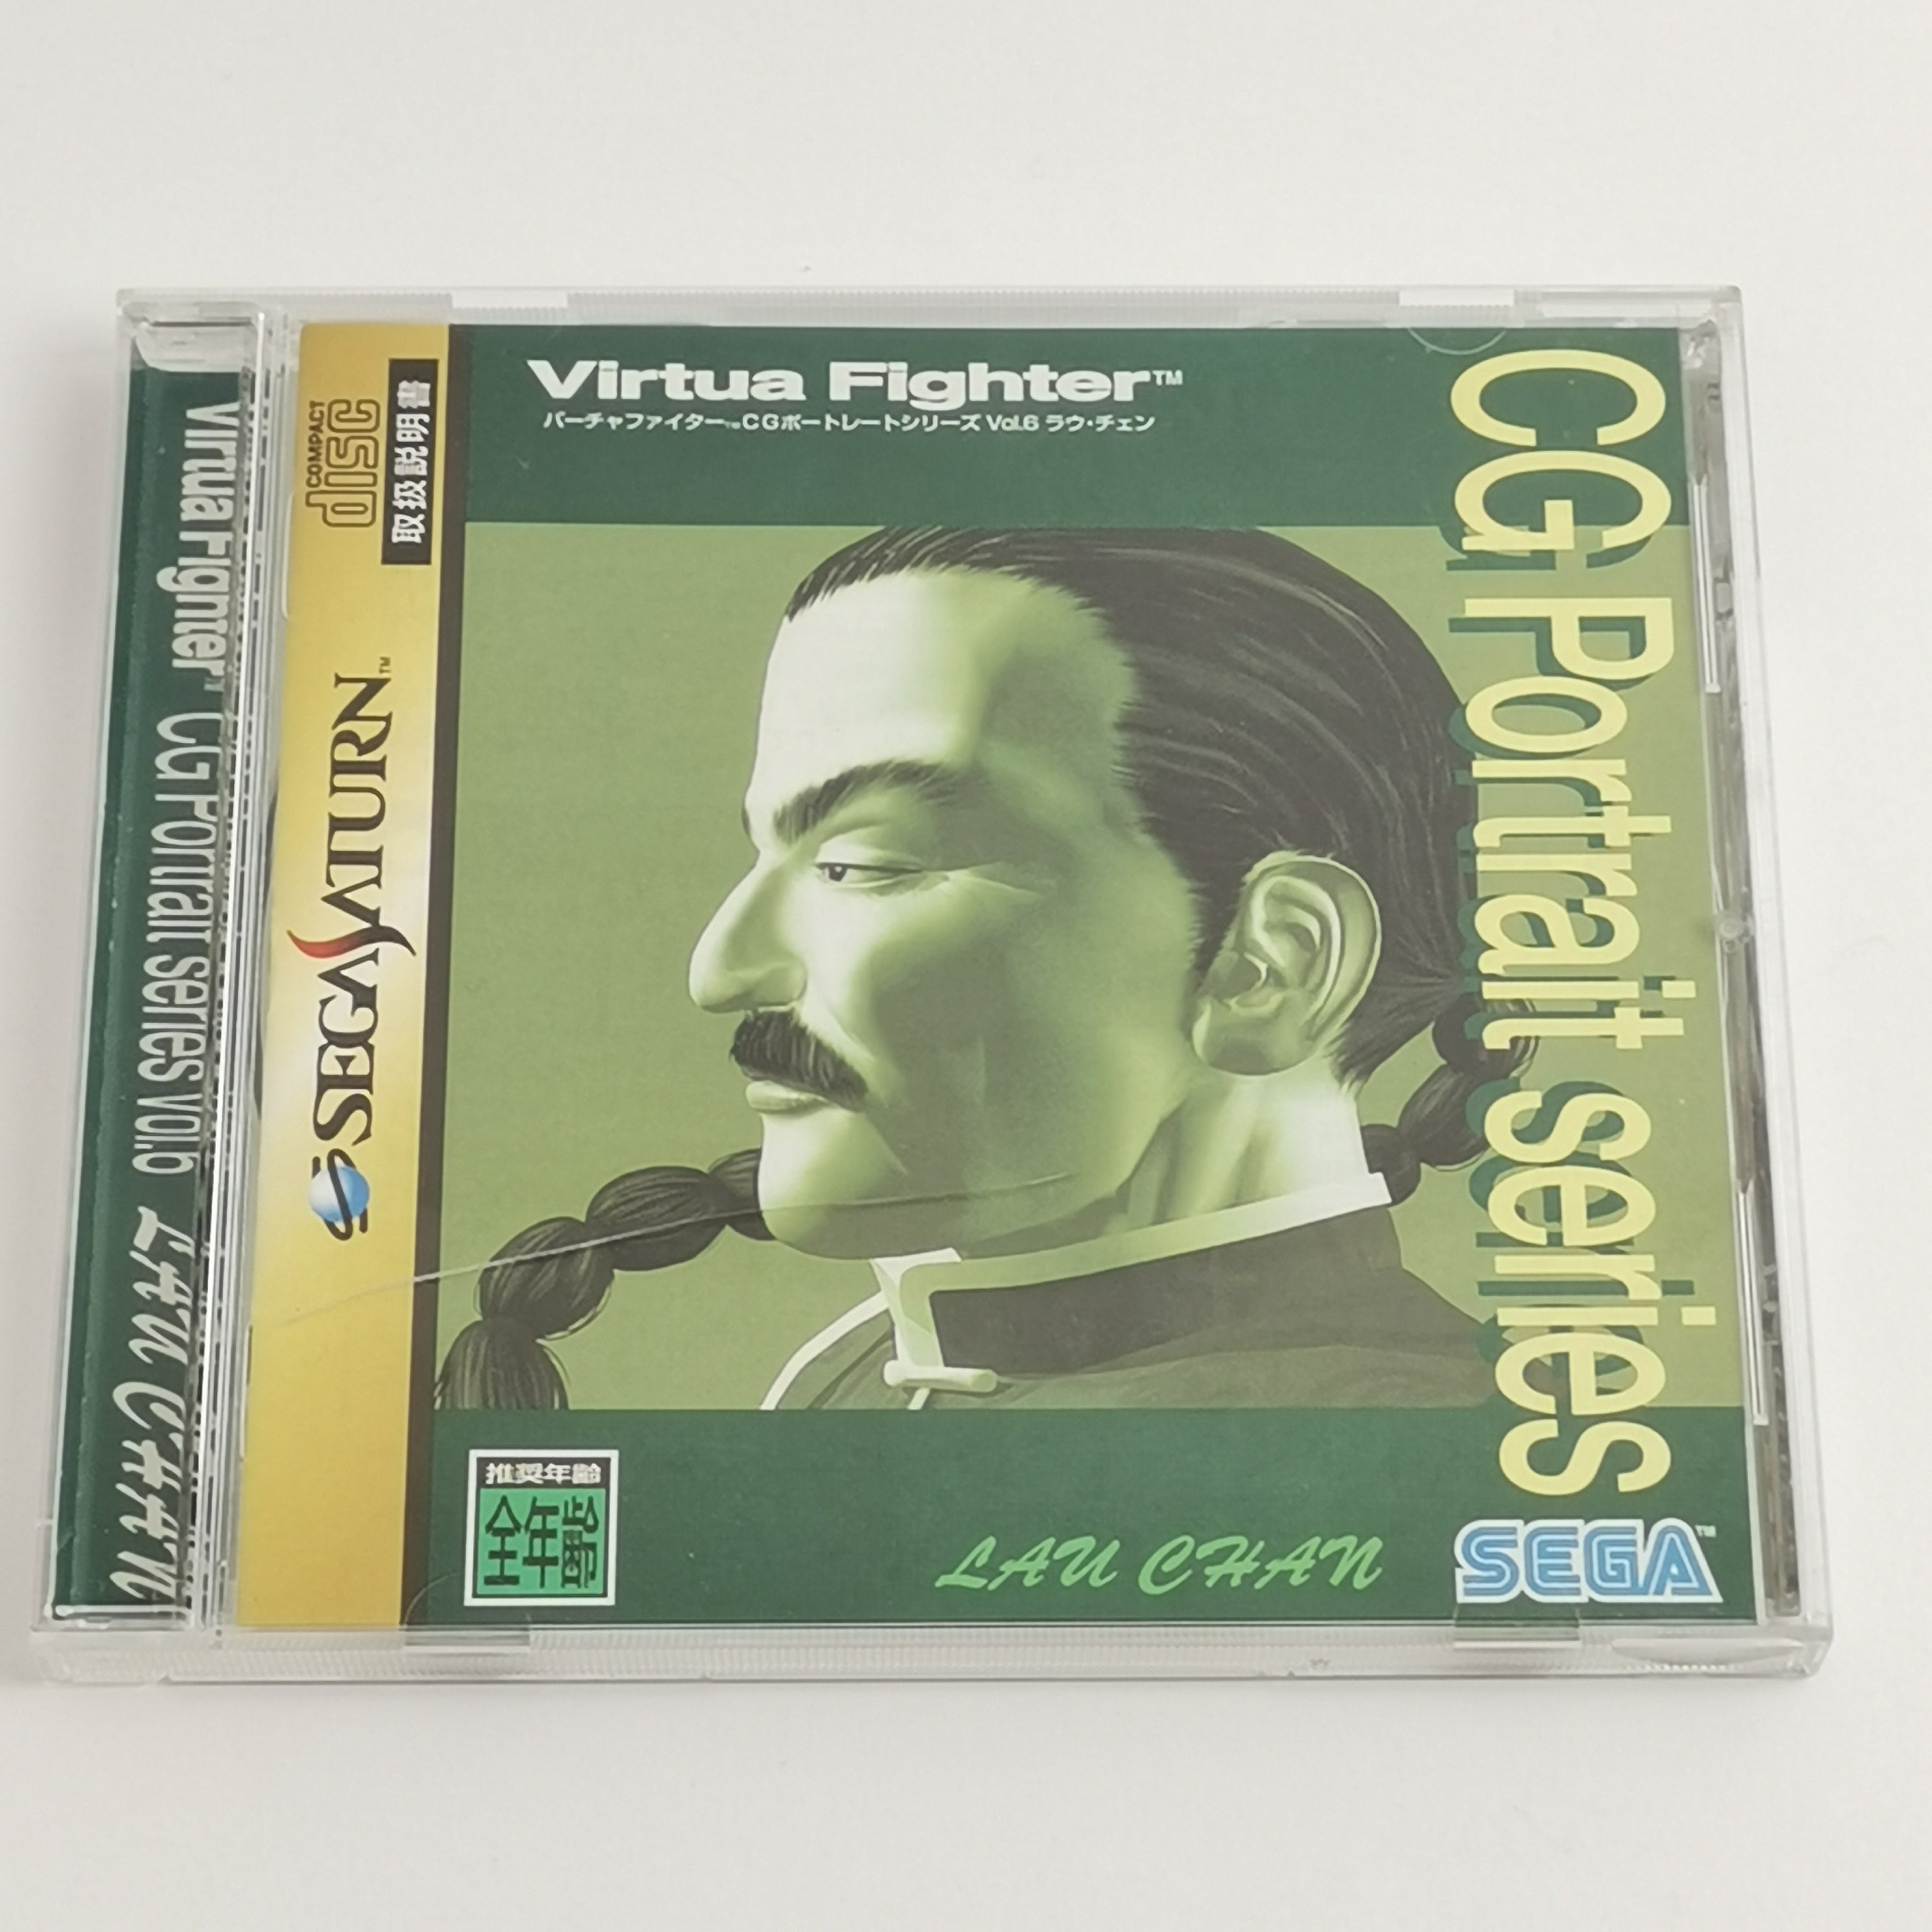 Virtua Fighter™
バーチャファイター™CGポートレートシリーズ Vol.6 ラウ・チェン
CG Portrait series
COMPACT
disc
取扱説明書
SEGA SATURN™
Virtua Fighter™ CG Portrait series vol.6 LAU CHAN
推奨年齢
全年齢
LAU CHAN
SEGA™